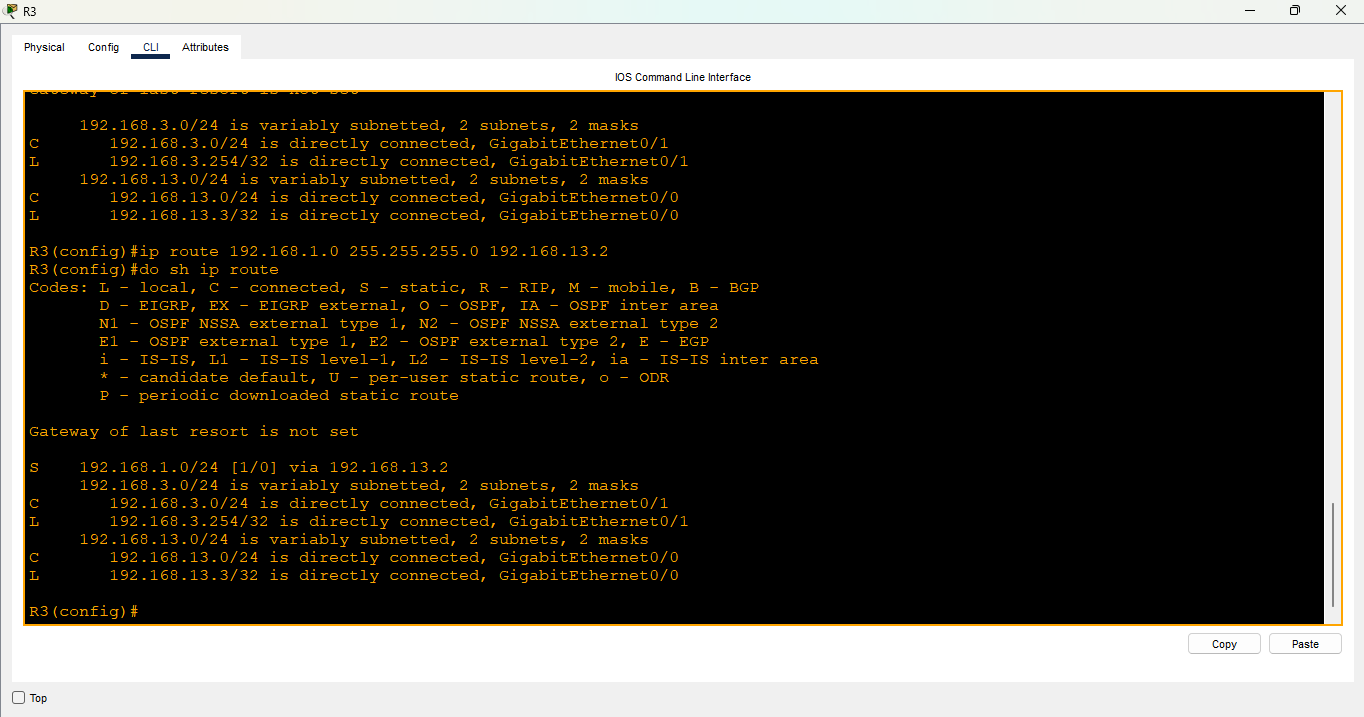 R3
Physical Config CLI Attributes
IOS Command Line Interface
Gateway of last resort is not set
192.168.3.0/24 is variably subnetted, 2 subnets, 2 masks
C 192.168.3.0/24 is directly connected, GigabitEthernet0/1
L 192.168.3.254/32 is directly connected, GigabitEthernet0/1
192.168.13.0/24 is variably subnetted, 2 subnets, 2 masks
C 192.168.13.0/24 is directly connected, GigabitEthernet0/0
L 192.168.13.3/32 is directly connected, GigabitEthernet0/0
R3(config)#ip route 192.168.1.0 255.255.255.0 192.168.13.2
R3(config)#do sh ip route
Codes: L - local, C - connected, S - static, R - RIP, M - mobile, B - BGP
D - EIGRP, EX - EIGRP external, O - OSPF, IA - OSPF inter area
N1 - OSPF NSSA external type 1, N2 - OSPF NSSA external type 2
E1 - OSPF external type 1, E2 - OSPF external type 2, E - EGP
i - IS-IS, L1 - IS-IS level-1, L2 - IS-IS level-2, ia - IS-IS inter area
* - candidate default, U - per-user static route, o - ODR
P - periodic downloaded static route
Gateway of last resort is not set
S 192.168.1.0/24 [1/0] via 192.168.13.2
192.168.3.0/24 is variably subnetted, 2 subnets, 2 masks
C 192.168.3.0/24 is directly connected, GigabitEthernet0/1
L 192.168.3.254/32 is directly connected, GigabitEthernet0/1
192.168.13.0/24 is variably subnetted, 2 subnets, 2 masks
C 192.168.13.0/24 is directly connected, GigabitEthernet0/0
L 192.168.13.3/32 is directly connected, GigabitEthernet0/0
R3(config)#
Copy Paste
Top